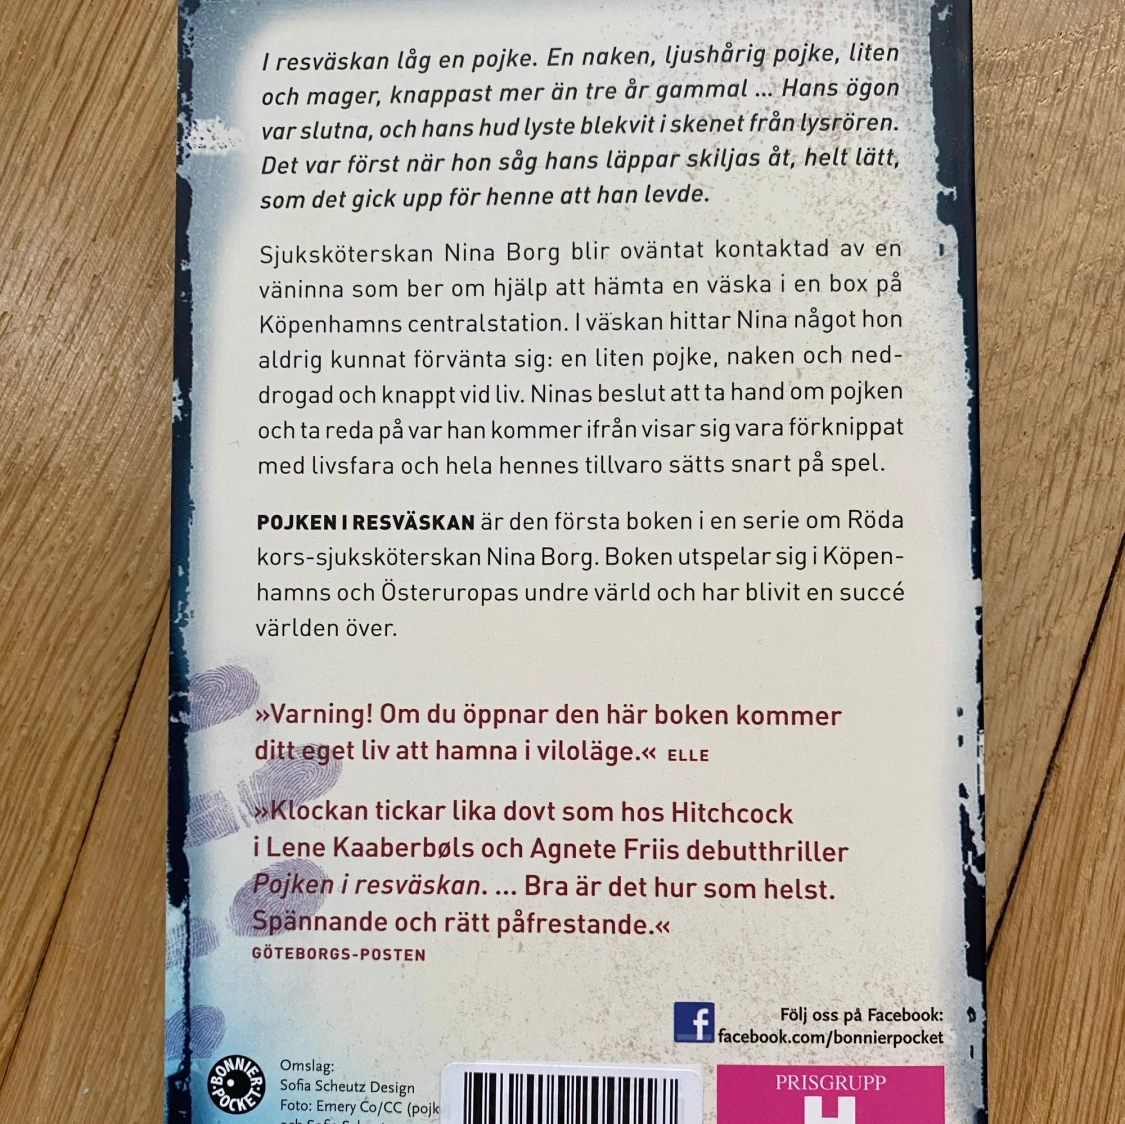 I resväskan låg en pojke. En naken, ljushårig pojke, liten
och mager, knappast mer än tre år gammal ... Hans ögon
var slutna, och hans hud lyste blekvit i skenet från lysrören.
Det var först när hon såg hans läppar skiljas åt, helt lätt,
som det gick upp för henne att han levde.
Sjuksköterskan Nina Borg blir oväntat kontaktad av en
väninna som ber om hjälp att hämta en väska i en box på
Köpenhamns centralstation. I väskan hittar Nina något hon
aldrig kunnat förvänta sig: en liten pojke, naken och ned-
drogad och knappt vid liv. Ninas beslut att ta hand om pojken
och ta reda på var han kommer ifrån visar sig vara förknippat
med livsfara och hela hennes tillvaro sätts snart på spel.
POJKEN I RESVÄSKAN är den första boken i en serie om Röda
kors-sjuksköterskan Nina Borg. Boken utspelar sig i Köpen-
hamns och Östeuropas undre värld och har blivit en succé
världen över.
»Varning! Om du öppnar den här boken kommer
ditt eget liv att hamna i viloläge.« ELLE
»Klockan tickar lika dovt som hos Hitchcock
i Lene Kaaberbøls och Agnete Friis debutthriller
Pojken i resväskan. ... Bra är det hur som helst.
Spännande och rätt påfrestande.«
GÖTEBORGS-POSTEN
f
Följ oss på Facebook:
facebook.com/bonnierpocket
BONNIER
POCKET
Omslag:
Sofia Scheutz Design
Foto: Emery Co/CC (pojk
PRISGRUPP
H